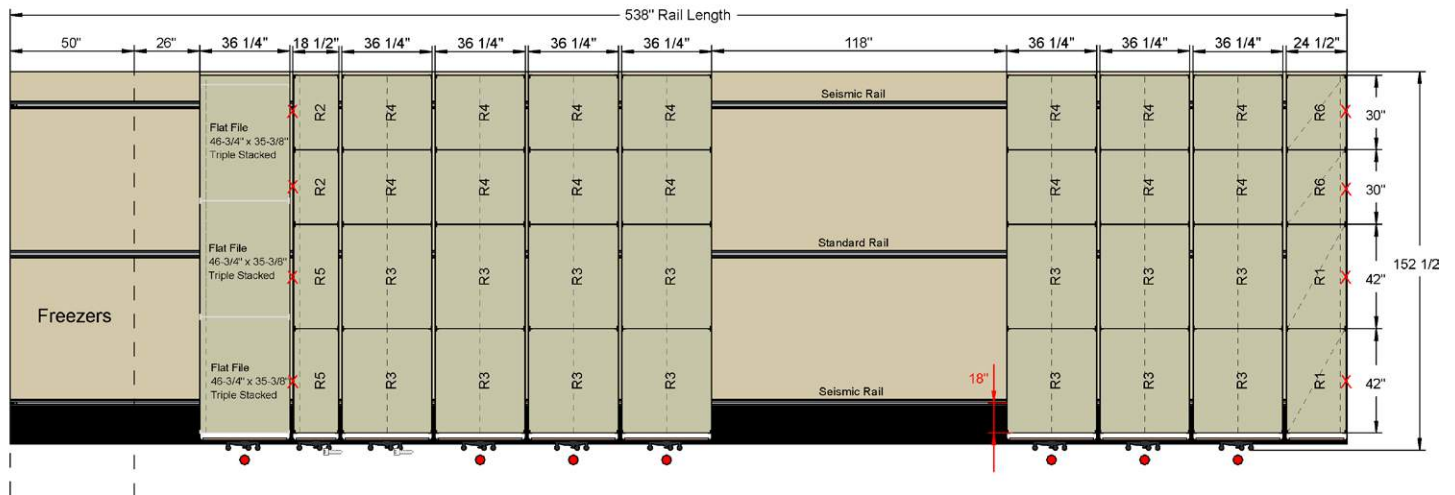 538" Rail Length
50" 26" 36 1/4" 18 1/2" 36 1/4" 36 1/4" 36 1/4" 36 1/4" 118" 36 1/4" 36 1/4" 36 1/4" 24 1/2"
Seismic Rail
Flat File
46-3/4" x 35-3/8"
Triple Stacked
R2 R4 R4 R4 R4 R4 R4 R4 R6
30"
R2 R4 R4 R4 R4 R4 R4 R4 R6
30"
Standard Rail
Flat File
46-3/4" x 35-3/8"
Triple Stacked
R5 R3 R3 R3 R3 R3 R3 R3 R1
42"
152 1/2
Freezers
Flat File
46-3/4" x 35-3/8"
Triple Stacked
R5 R3 R3 R3 R3 R3 R3 R3 R1
42"
18"
Seismic Rail